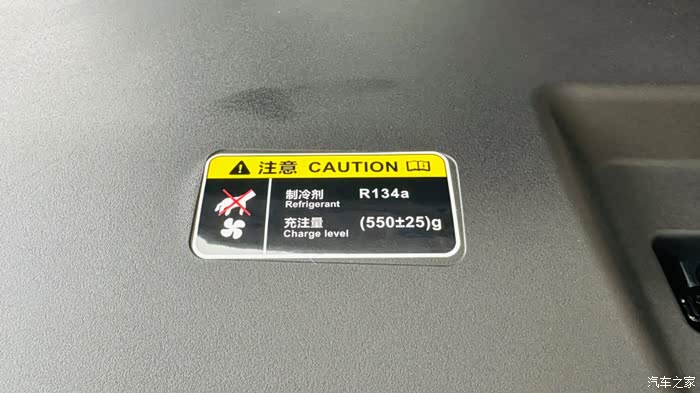 注意 CAUTION
制冷剂 R134a
Refrigerant
充注量 (550±25)g
Charge level
汽车之家